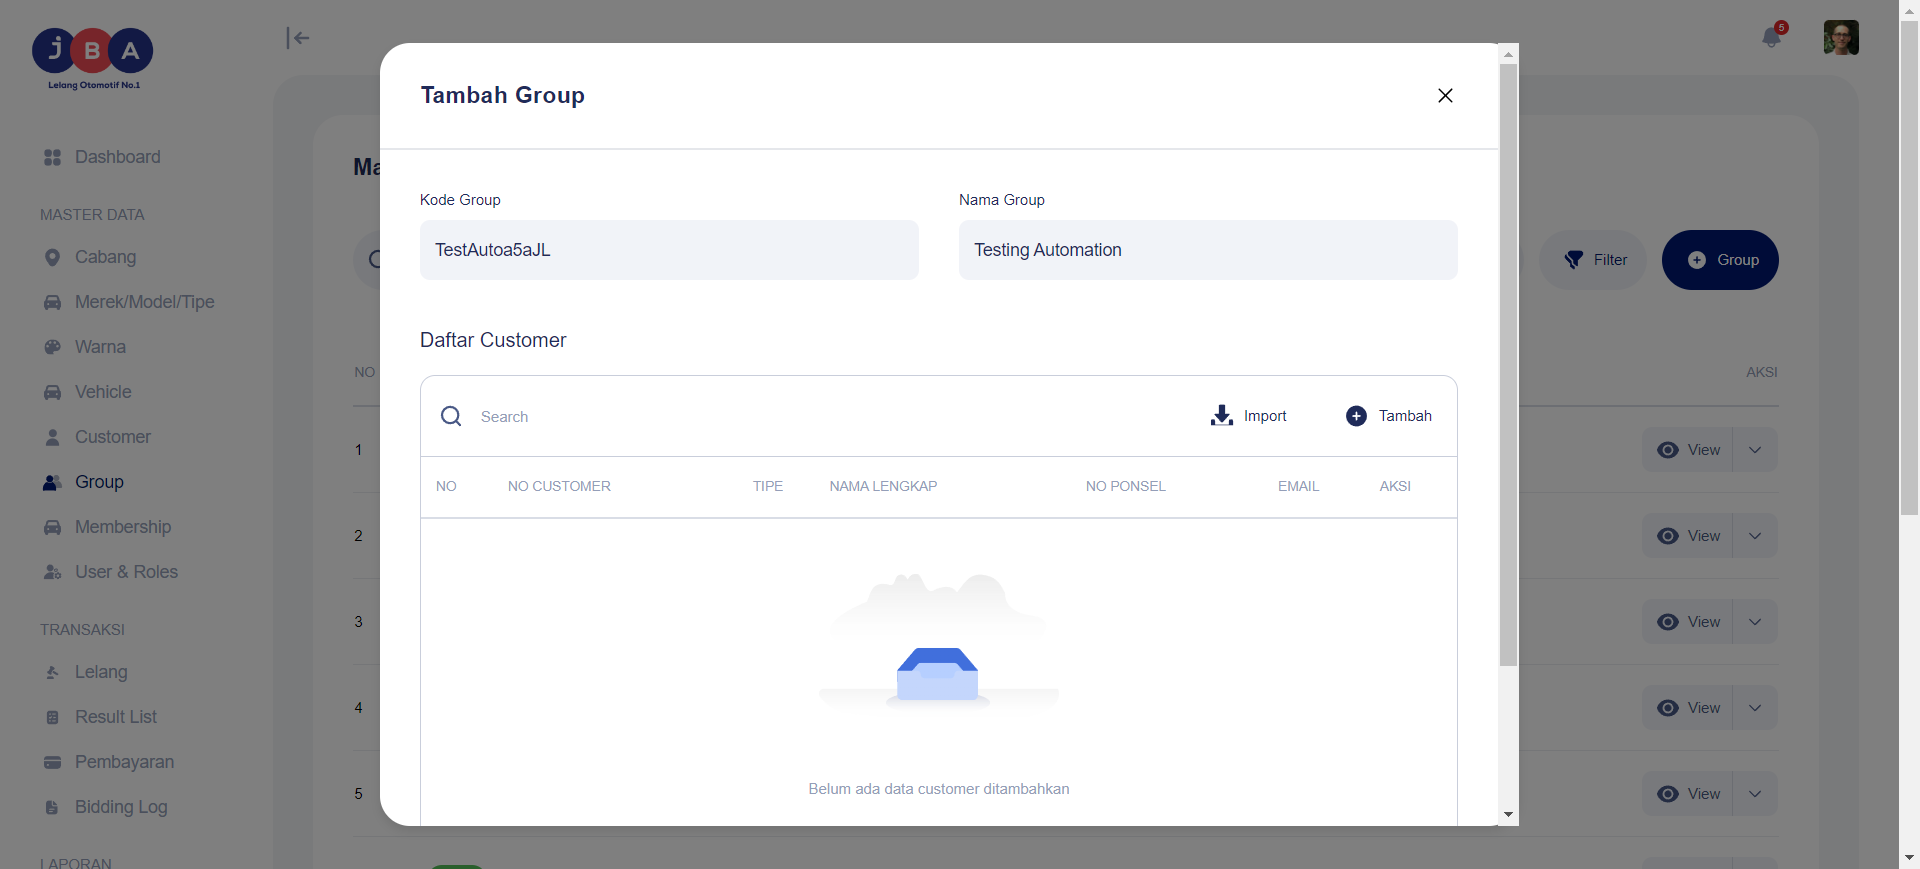 JBA
Lelang Otomotif No.1
5
Dashboard
MASTER DATA
Cabang
Merek/Model/Tipe
Warna
Vehicle
Customer
Group
Membership
User & Roles
TRANSAKSI
Lelang
Result List
Pembayaran
Bidding Log
LAPORAN
Ma
Filter
Group
NO
AKSI
1
View
2
View
3
View
4
View
5
View
Tambah Group
Kode Group
Nama Group
TestAutoa5aJL
Testing Automation
Daftar Customer
Search
Import
Tambah
NO
NO CUSTOMER
TIPE
NAMA LENGKAP
NO PONSEL
EMAIL
AKSI
Belum ada data customer ditambahkan